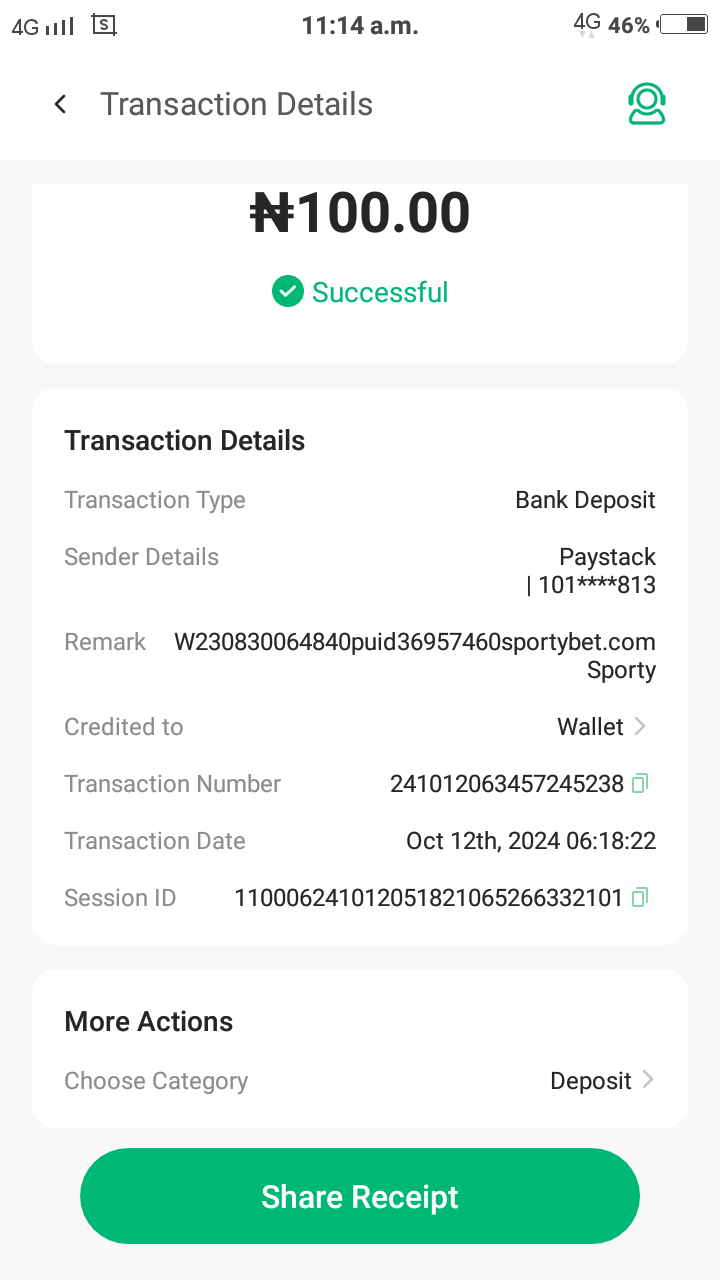 4G S 11:14 a.m. 4G 46%
Transaction Details
₦100.00
Successful
Transaction Details
Transaction Type Bank Deposit
Sender Details Paystack
| 101****813
Remark W230830064840puid36957460sportybet.com
Sporty
Credited to Wallet
Transaction Number 241012063457245238
Transaction Date Oct 12th, 2024 06:18:22
Session ID 110006241012051821065266332101
More Actions
Choose Category Deposit
Share Receipt